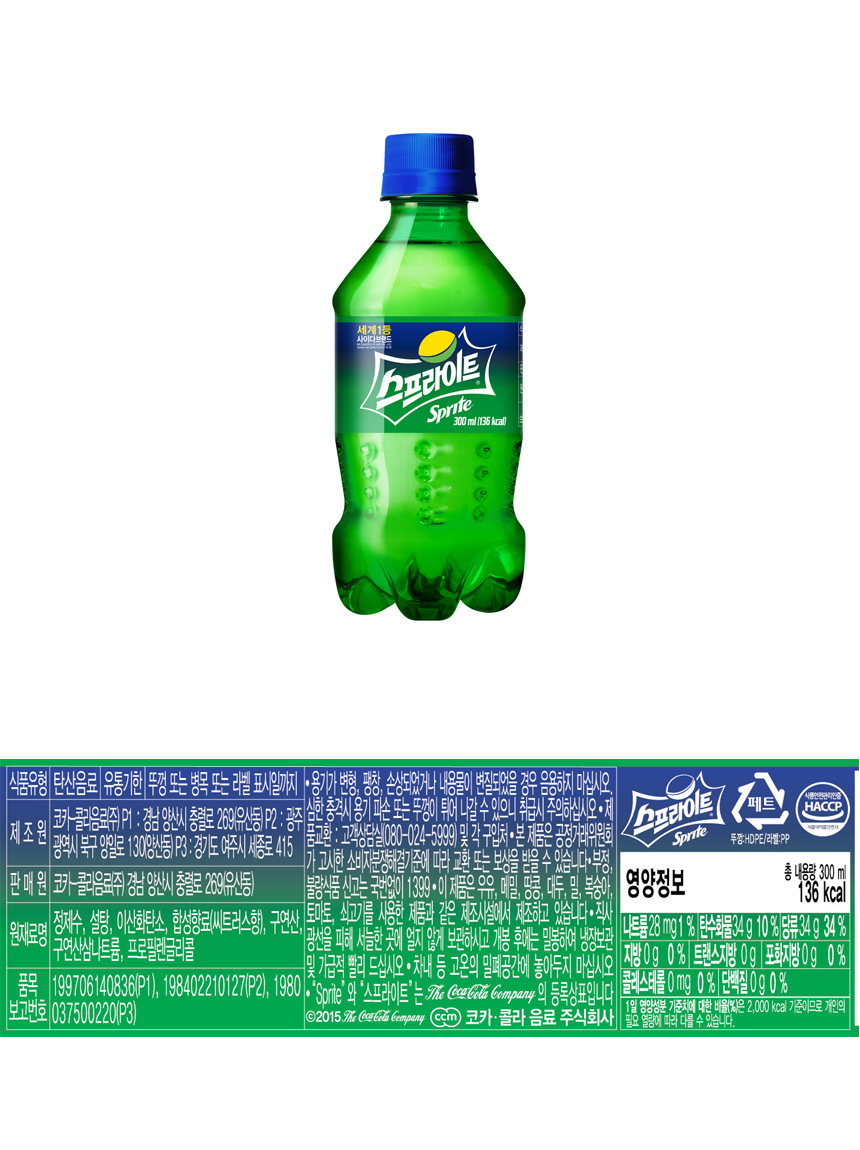 세계1등
사이다브랜드
스프라이트
Sprite
300 ml (136 kcal)
식품유형 탄산음료 유통기한 뚜껑 또는 병목 또는 라벨 표시일까지
제 조 원 코카-콜라음료(주) P1 : 경남 양산시 충렬로 269(유산동) P2 : 광주
광역시 북구 양일로 130(양산동) P3 : 경기도 여주시 세종로 415
판 매 원 코카-콜라음료(주) 경남 양산시 충렬로 269(유산동)
원재료명 정제수, 설탕, 이산화탄소, 합성향료(씨트러스향), 구연산,
구연산삼나트륨, 프로필렌글리콜
품목
보고번호
199706140836(P1), 198402210127(P2), 1980
037500220(P3)
• 용기가 변형, 팽창, 손상되었거나 내용물이 변질되었을 경우 음용하지 마십시오.
심한 충격시 용기 파손 또는 뚜껑이 튀어 나갈 수 있으니 취급시 주의하십시오 • 제
품교환 : 고객상담실(080-024-5999) 및 각 구입처 • 본 제품은 공정거래위원회
가 고시한 소비자분쟁해결기준에 따라 교환 또는 보상을 받을 수 있습니다 • 부정,
불량식품 신고는 국번없이 1399 • 이 제품은 우유, 메밀, 땅콩, 대두, 밀, 복숭아,
토마토, 쇠고기를 사용한 제품과 같은 제조시설에서 제조하고 있습니다 • 직사
광선을 피해 서늘한 곳에 얼지 않게 보관하시고 개봉 후에는 밀봉하여 냉장보관
및 가급적 빨리 드십시오 • 차내 등 고온의 밀폐공간에 놓아두지 마십시오
• "Sprite" 와 "스프라이트" 는 The Coca-Cola Company 의 등록상표입니다
©2015 The Coca-Cola Company ccm 코카·콜라 음료 주식회사
스프라이트
Sprite
페트
뚜껑:HDPE/라벨:PP
식품안전관리인증
HACCP
식품의약품안전처
영양정보
총 내용량 300 ml
136 kcal
나트륨 28 mg 1 % 탄수화물 34 g 10 % 당류 34 g 34 %
지방 0 g 0 % 트랜스지방 0 g 포화지방 0 g 0 %
콜레스테롤 0 mg 0 % 단백질 0 g 0 %
1일 영양성분 기준치에 대한 비율(%)은 2,000 kcal 기준이므로 개인의
필요 열량에 따라 다를 수 있습니다.